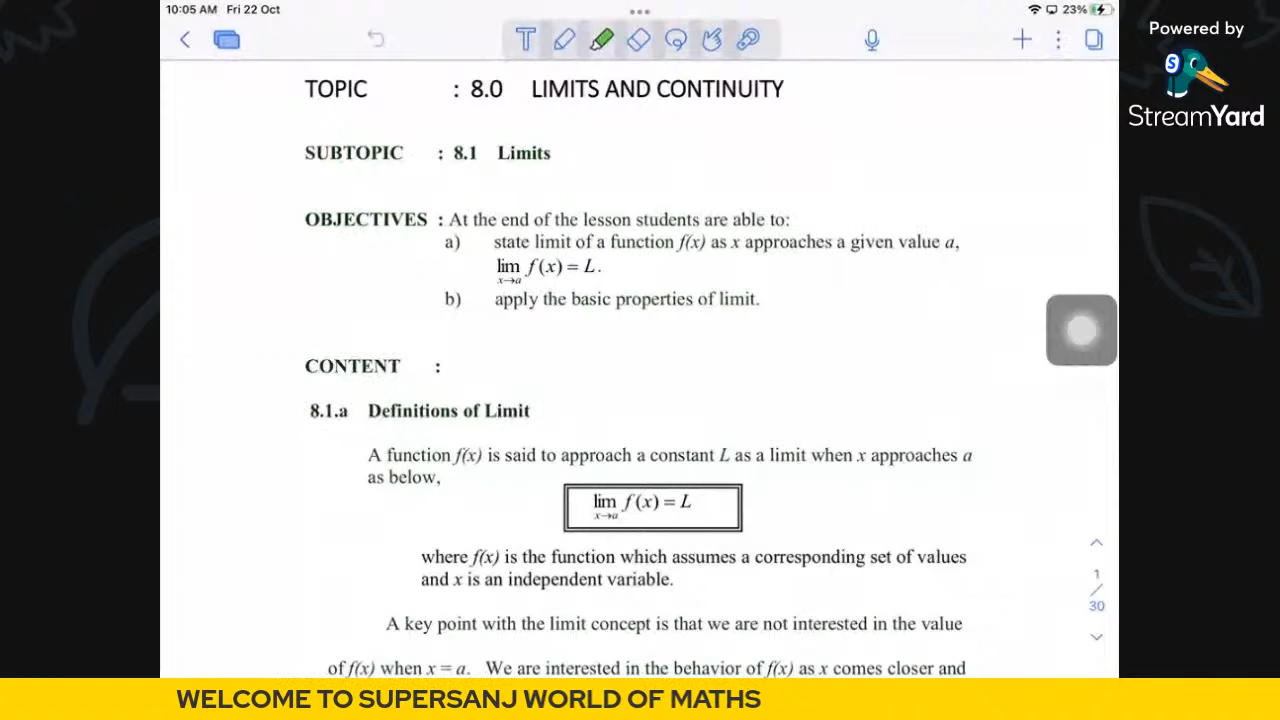 10:05 AM Fri 22 Oct
23%
Powered by
StreamYard
TOPIC : 8.0 LIMITS AND CONTINUITY
SUBTOPIC : 8.1 Limits
OBJECTIVES : At the end of the lesson students are able to:
a) state limit of a function f(x) as x approaches a given value a,
lim f(x) = L.
x→a
b) apply the basic properties of limit.
CONTENT :
8.1.a Definitions of Limit
A function f(x) is said to approach a constant L as a limit when x approaches a
as below,
lim f(x) = L
x→a
where f(x) is the function which assumes a corresponding set of values
and x is an independent variable.
1
/
30
A key point with the limit concept is that we are not interested in the value
of f(x) when x = a. We are interested in the behavior of f(x) as x comes closer and
WELCOME TO SUPERSANJ WORLD OF MATHS